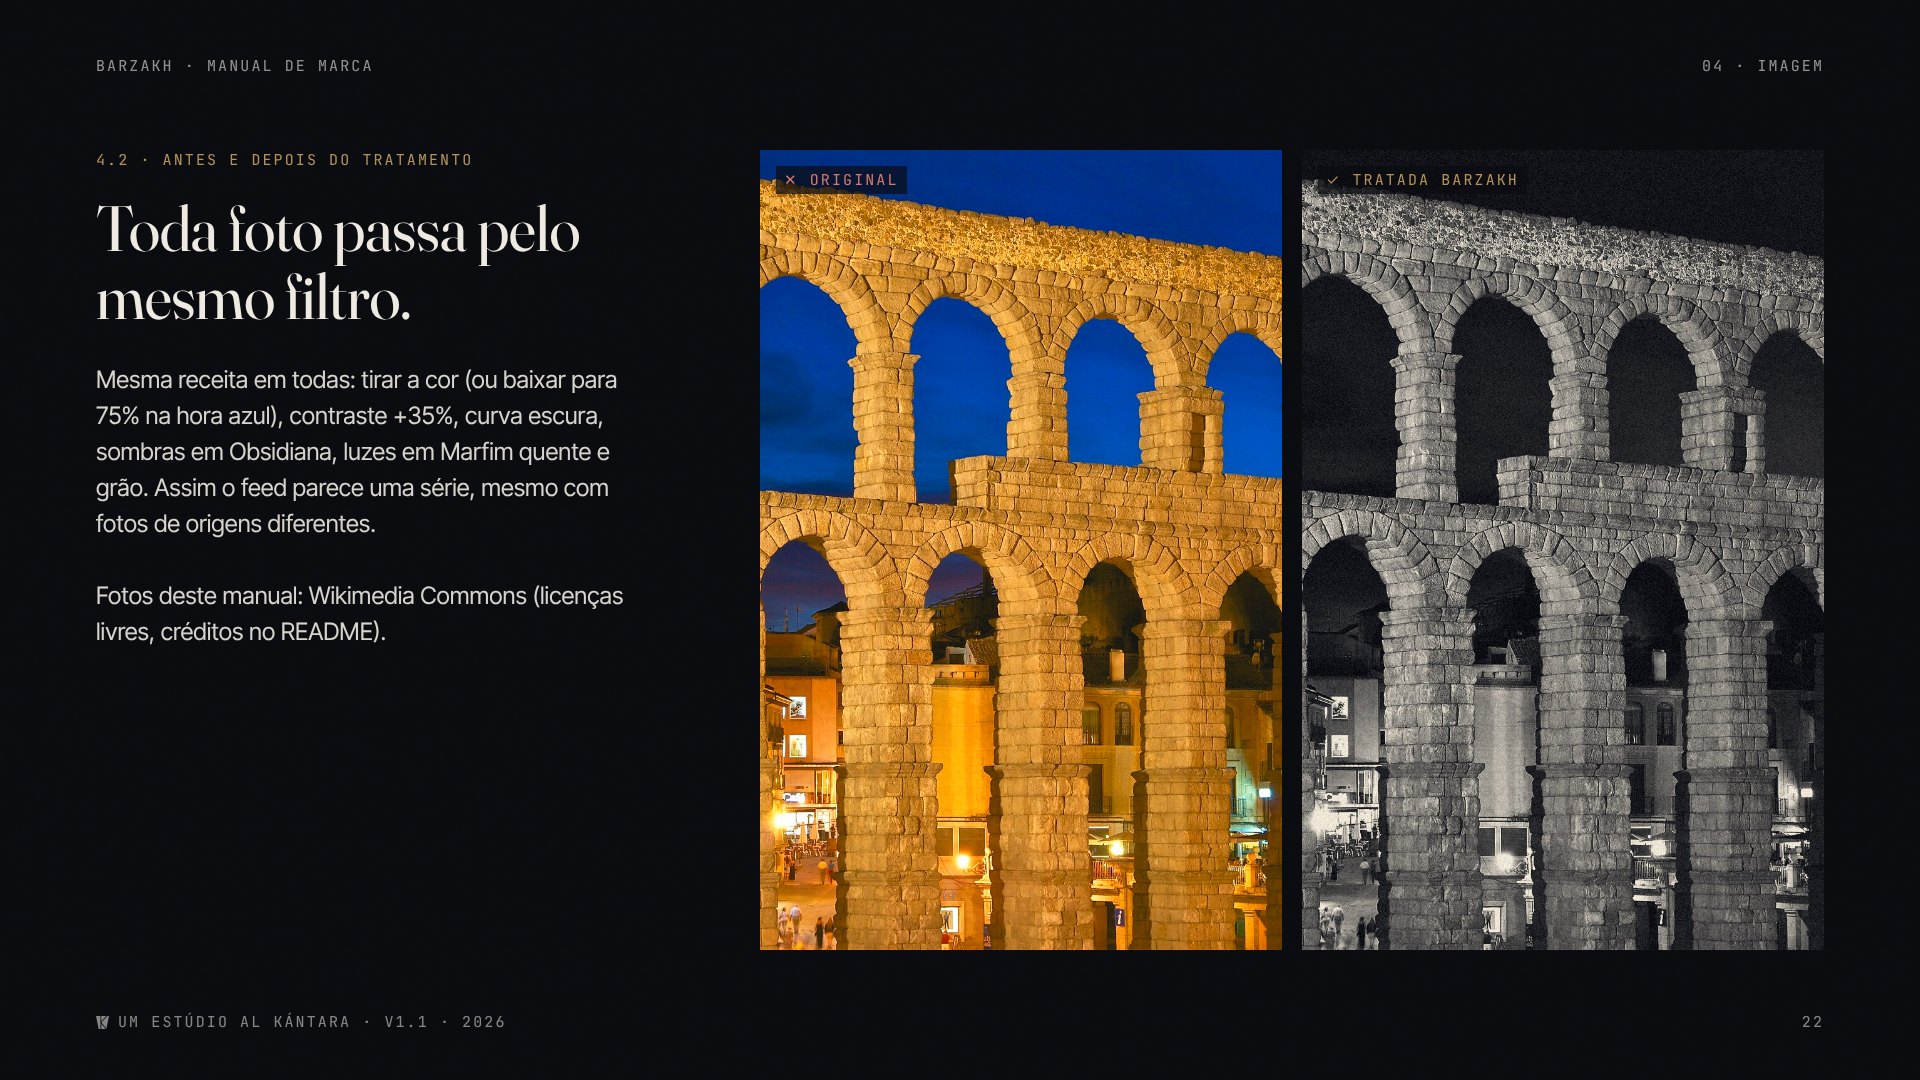 BARZAKH · MANUAL DE MARCA
04 · IMAGEM
4.2 · ANTES E DEPOIS DO TRATAMENTO
Toda foto passa pelo
mesmo filtro.
Mesma receita em todas: tirar a cor (ou baixar para
75% na hora azul), contraste +35%, curva escura,
sombras em Obsidiana, luzes em Marfim quente e
grão. Assim o feed parece uma série, mesmo com
fotos de origens diferentes.
Fotos deste manual: Wikimedia Commons (licenças
livres, créditos no README).
✕ ORIGINAL
✓ TRATADA BARZAKH
UM ESTÚDIO AL KÁNTARA · V1.1 · 2026
22